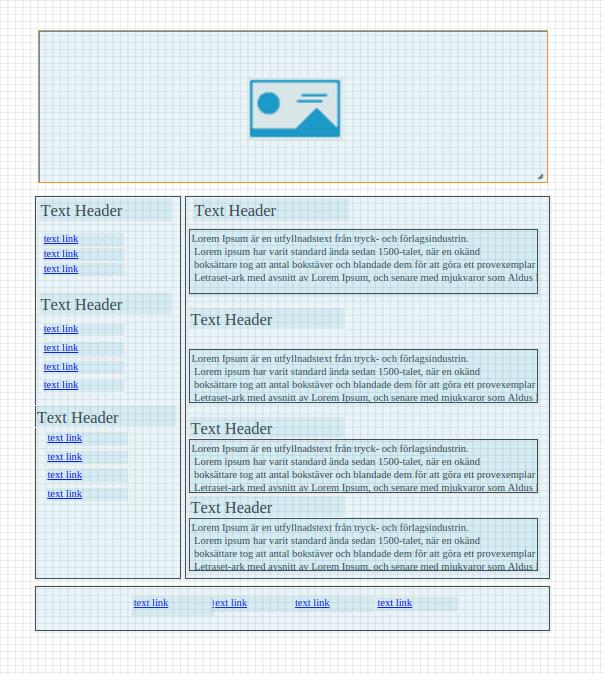 Text Header
text link
text link
text link
Text Header
text link
text link
text link
text link
Text Header
text link
text link
text link
text link
Text Header
Lorem Ipsum är en utfyllnadstext från tryck- och förlagsindustrin.
Lorem ipsum har varit standard ända sedan 1500-talet, när en okänd
boksättare tog att antal bokstäver och blandade dem för att göra ett provexemplar
Letraset-ark med avsnitt av Lorem Ipsum, och senare med mjukvaror som Aldus
Text Header
Lorem Ipsum är en utfyllnadstext från tryck- och förlagsindustrin.
Lorem ipsum har varit standard ända sedan 1500-talet, när en okänd
boksättare tog att antal bokstäver och blandade dem för att göra ett provexemplar
Letraset-ark med avsnitt av Lorem Ipsum, och senare med mjukvaror som Aldus
Text Header
Lorem Ipsum är en utfyllnadstext från tryck- och förlagsindustrin.
Lorem ipsum har varit standard ända sedan 1500-talet, när en okänd
boksättare tog att antal bokstäver och blandade dem för att göra ett provexemplar
Letraset-ark med avsnitt av Lorem Ipsum, och senare med mjukvaror som Aldus
Text Header
Lorem Ipsum är en utfyllnadstext från tryck- och förlagsindustrin.
Lorem ipsum har varit standard ända sedan 1500-talet, när en okänd
boksättare tog att antal bokstäver och blandade dem för att göra ett provexemplar
Letraset-ark med avsnitt av Lorem Ipsum, och senare med mjukvaror som Aldus
text link text link text link text link